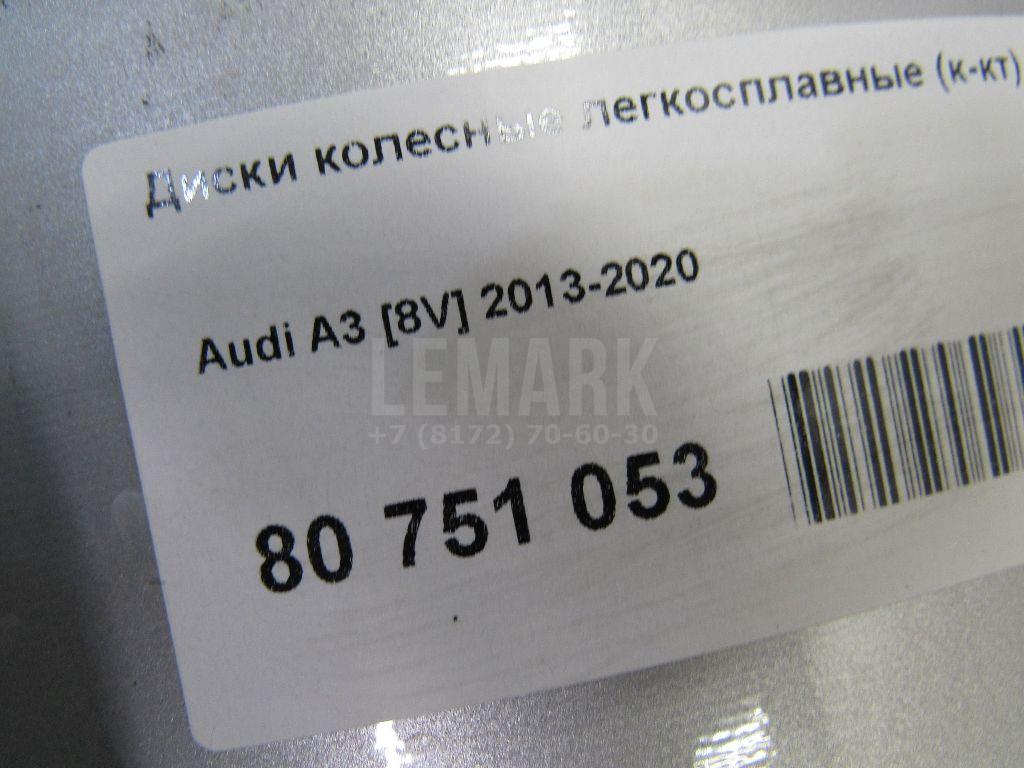 Диски колесные легкосплавные (к-кт)
Audi A3 [8V] 2013-2020
LEMARK
+7 (8172) 70-60-30
80 751 053